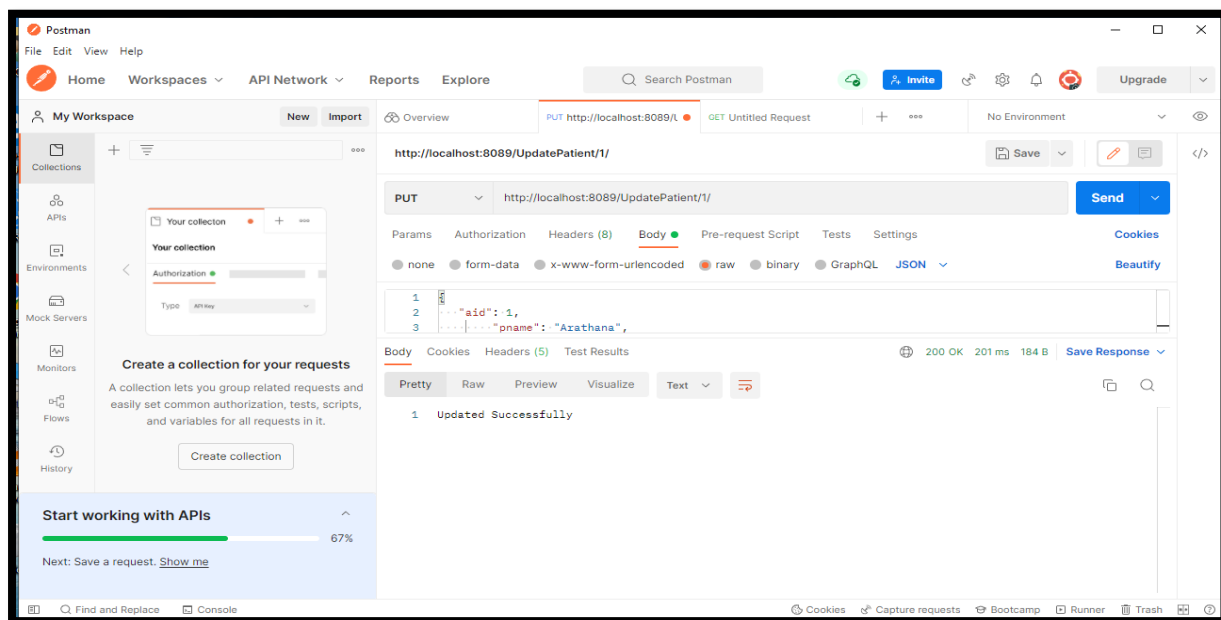 Postman
File Edit View Help
Home Workspaces API Network Reports Explore Search Postman Invite Upgrade
My Workspace New Import
Overview PUT http://localhost:8089/U GET Untitled Request No Environment
Collections
APIs
Environments
Mock Servers
Monitors
Flows
History
Your collecton
Your collection
Authorization
Type API Key
Create a collection for your requests
A collection lets you group related requests and
easily set common authorization, tests, scripts,
and variables for all requests in it.
Create collection
Start working with APIs
67%
Next: Save a request. Show me
http://localhost:8089/UpdatePatient/1/ Save
PUT http://localhost:8089/UpdatePatient/1/ Send
Params Authorization Headers (8) Body Pre-request Script Tests Settings Cookies
none form-data x-www-form-urlencoded raw binary GraphQL JSON Beautify
1 {
2 "aid": 1,
3 "pname": "Arathana",
Body Cookies Headers (5) Test Results 200 OK 201 ms 184 B Save Response
Pretty Raw Preview Visualize Text
1 Updated Successfully
Find and Replace Console Cookies Capture requests Bootcamp Runner Trash